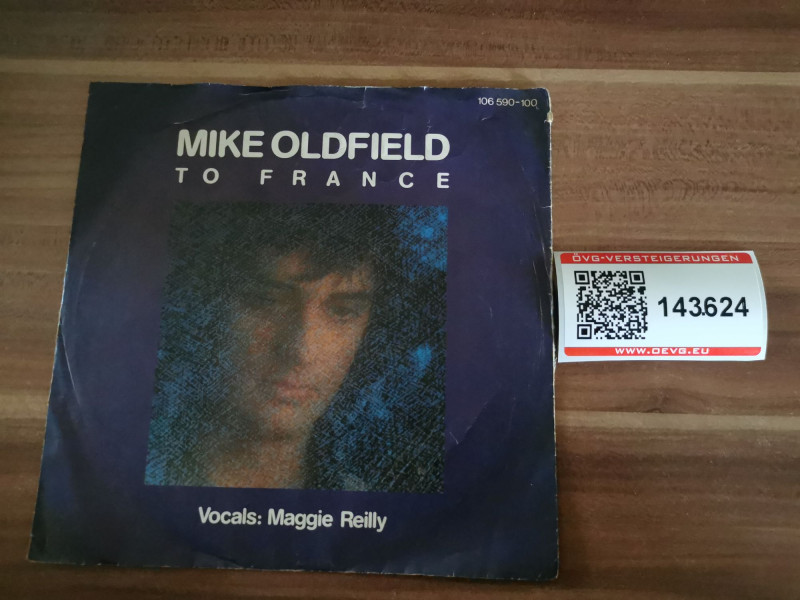 106 590-100
MIKE OLDFIELD
TO FRANCE
Vocals: Maggie Reilly
ÖVG-VERSTEIGERUNGEN
143.624
WWW.OEVG.EU